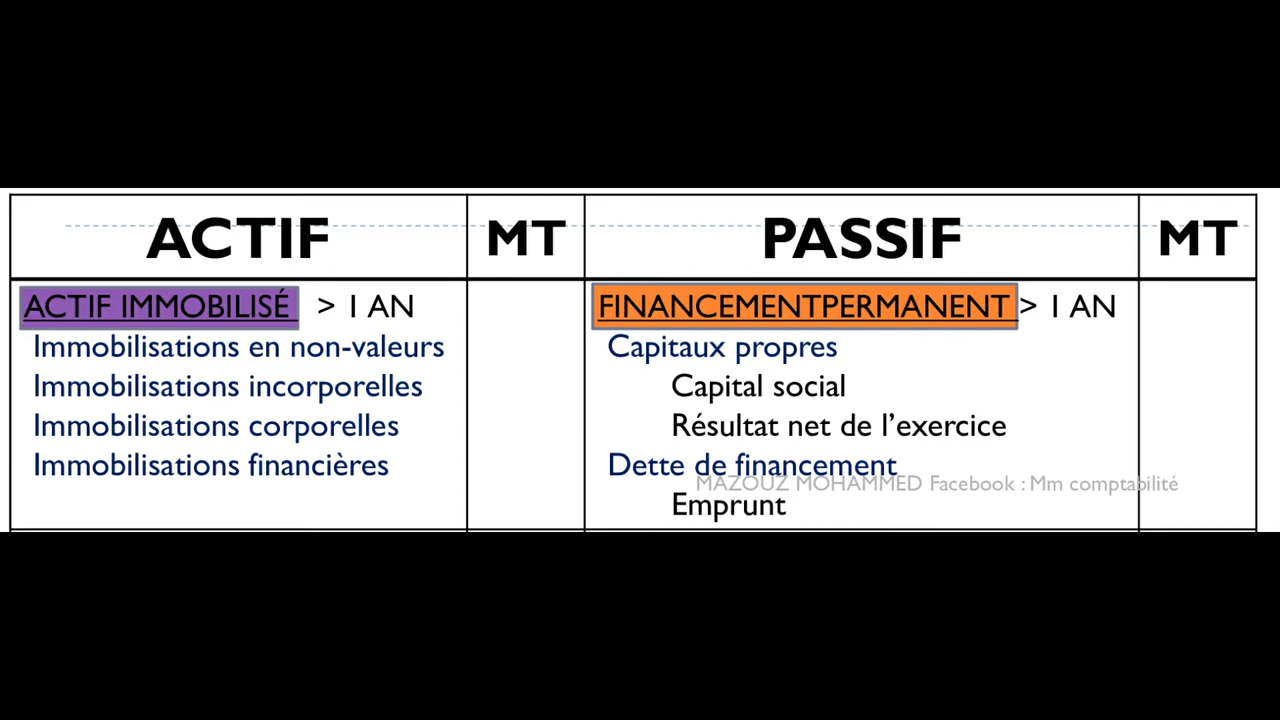 ACTIF MT PASSIF MT
ACTIF IMMOBILISÉ > 1 AN
Immobilisations en non-valeurs
Immobilisations incorporelles
Immobilisations corporelles
Immobilisations financières
FINANCEMENTPERMANENT > 1 AN
Capitaux propres
Capital social
Résultat net de l’exercice
Dette de financement
MAZOUZ MOHAMMED Facebook : Mm comptabilité
Emprunt